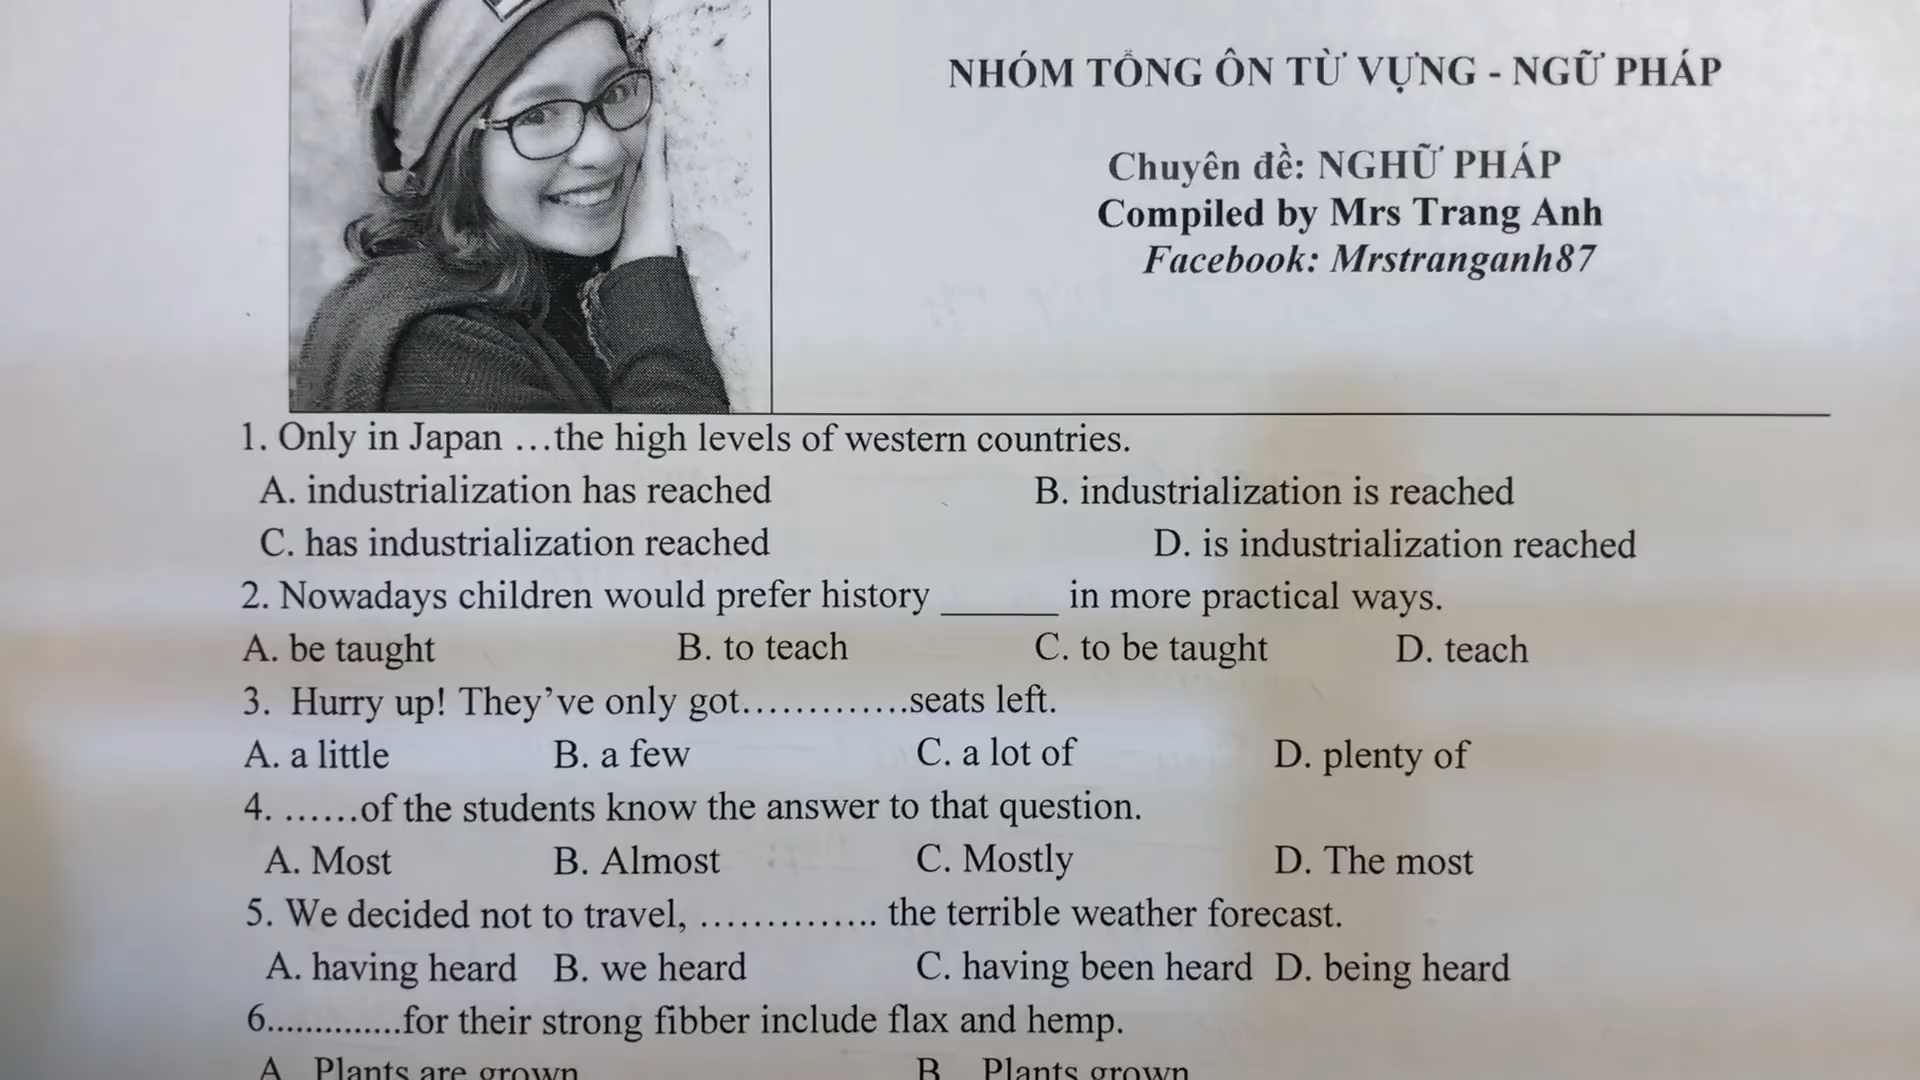 NHÓM TỔNG ÔN TỪ VỰNG - NGỮ PHÁP
Chuyên đề: NGHỮ PHÁP
Compiled by Mrs Trang Anh
Facebook: Mrstranganh87
1. Only in Japan …the high levels of western countries.
A. industrialization has reached B. industrialization is reached
C. has industrialization reached D. is industrialization reached
2. Nowadays children would prefer history ______ in more practical ways.
A. be taught B. to teach C. to be taught D. teach
3. Hurry up! They’ve only got………….seats left.
A. a little B. a few C. a lot of D. plenty of
4. ……of the students know the answer to that question.
A. Most B. Almost C. Mostly D. The most
5. We decided not to travel, ………….. the terrible weather forecast.
A. having heard B. we heard C. having been heard D. being heard
6..............for their strong fibber include flax and hemp.
A Plants are grown B Plants grown